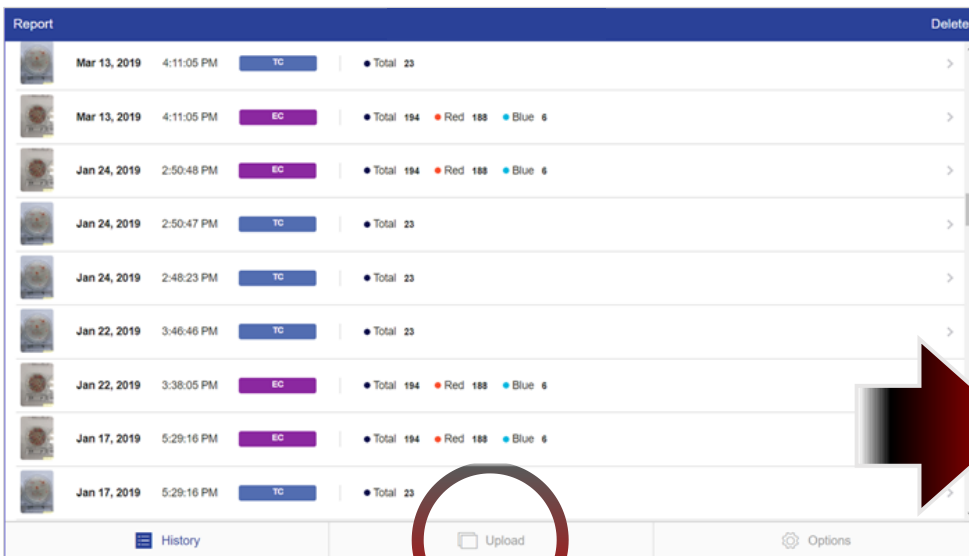 Report Delete
Mar 13, 2019 4:11:05 PM TC Total 23
Mar 13, 2019 4:11:05 PM EC Total 194 Red 188 Blue 6
Jan 24, 2019 2:50:48 PM EC Total 194 Red 188 Blue 6
Jan 24, 2019 2:50:47 PM TC Total 23
Jan 24, 2019 2:48:23 PM TC Total 23
Jan 22, 2019 3:46:46 PM TC Total 23
Jan 22, 2019 3:38:05 PM EC Total 194 Red 188 Blue 6
Jan 17, 2019 5:29:16 PM EC Total 194 Red 188 Blue 6
Jan 17, 2019 5:29:16 PM TC Total 23
History Upload Options